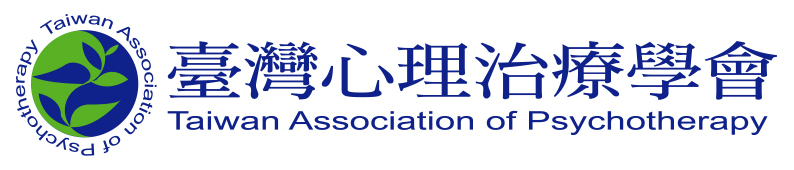 Taiwan Association of Psychotherapy
臺灣心理治療學會
Taiwan Association of Psychotherapy